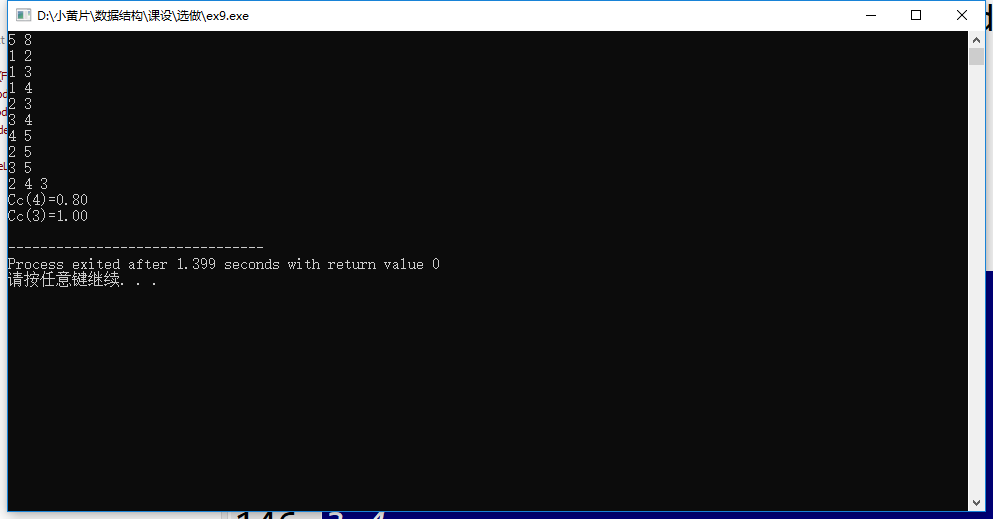 D:\小黄片\数据结构\课设\选做\ex9.exe
5 8
1 2
1 3
1 4
2 3
3 4
4 5
2 5
3 5
2 4 3
Cc(4)=0.80
Cc(3)=1.00
--------------------------------
Process exited after 1.399 seconds with return value 0
请按任意键继续. . .